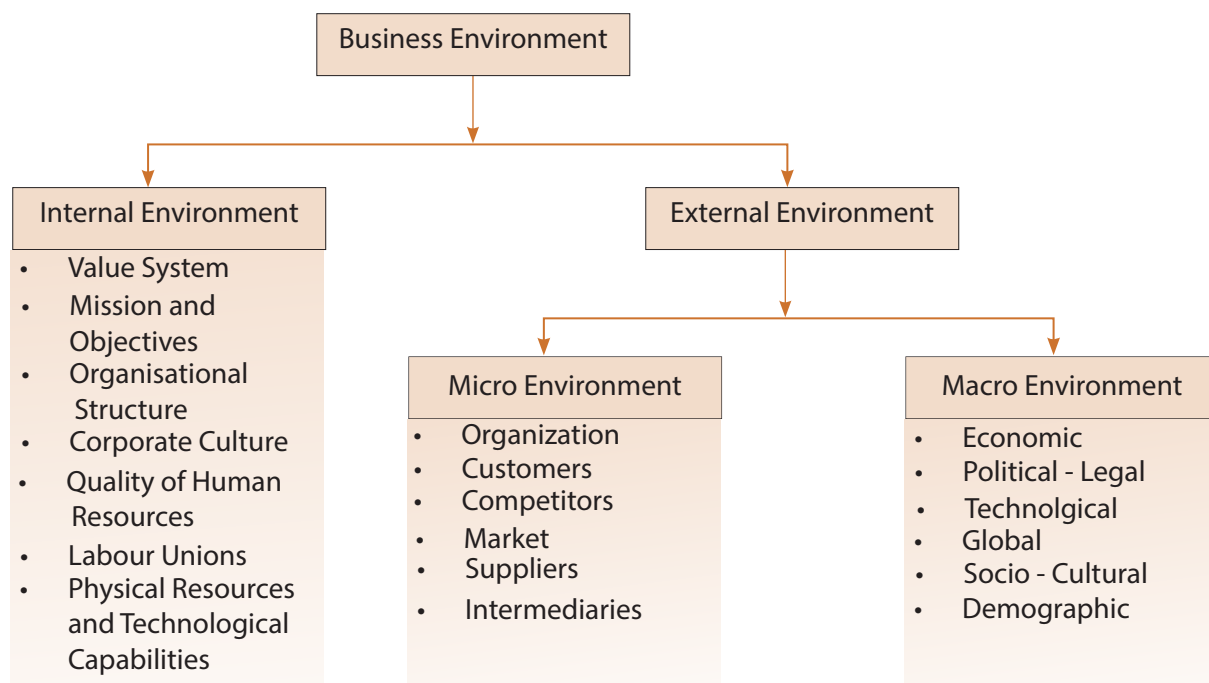 Business Environment
Internal Environment
• Value System
• Mission and
Objectives
• Organisational
Structure
• Corporate Culture
• Quality of Human
Resources
• Labour Unions
• Physical Resources
and Technological
Capabilities
External Environment
Micro Environment
• Organization
• Customers
• Competitors
• Market
• Suppliers
• Intermediaries
Macro Environment
• Economic
• Political - Legal
• Technolgical
• Global
• Socio - Cultural
• Demographic